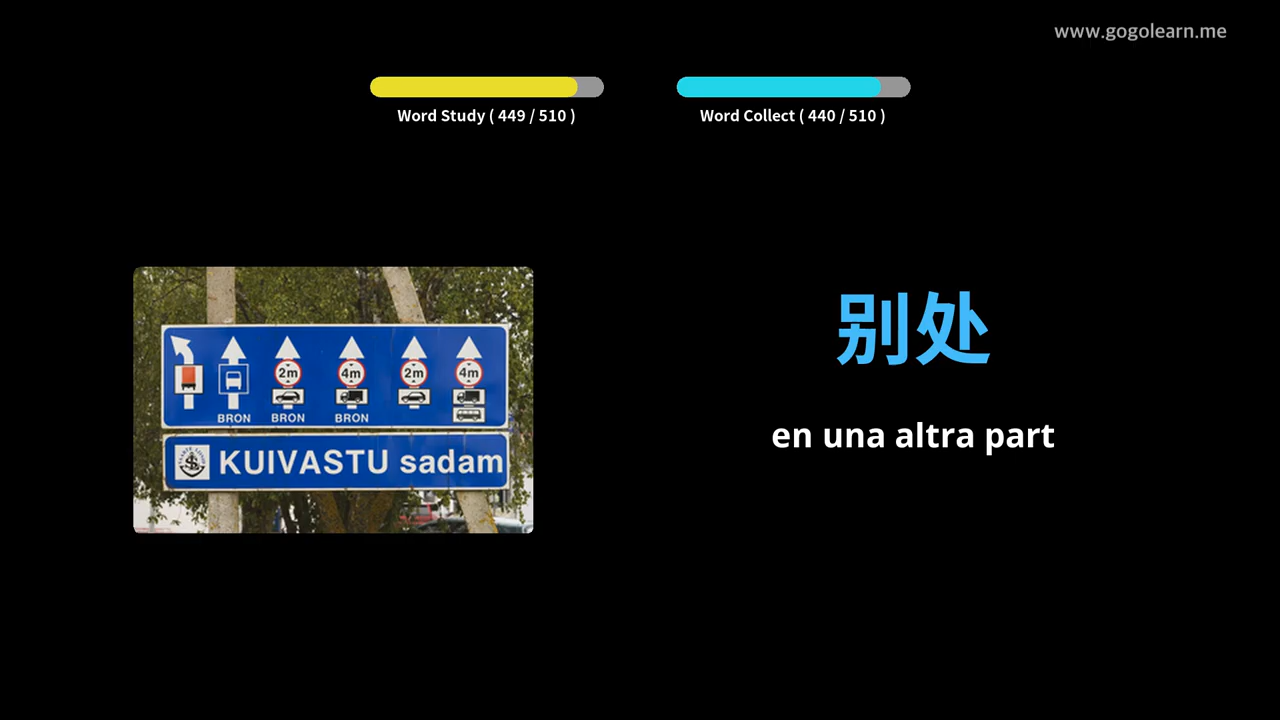 www.gogolearn.me
Word Study ( 449 / 510 )
Word Collect ( 440 / 510 )
2m
4m
2m
4m
BRON
BRON
BRON
KUIVASTU sadam
别处
en una altra part